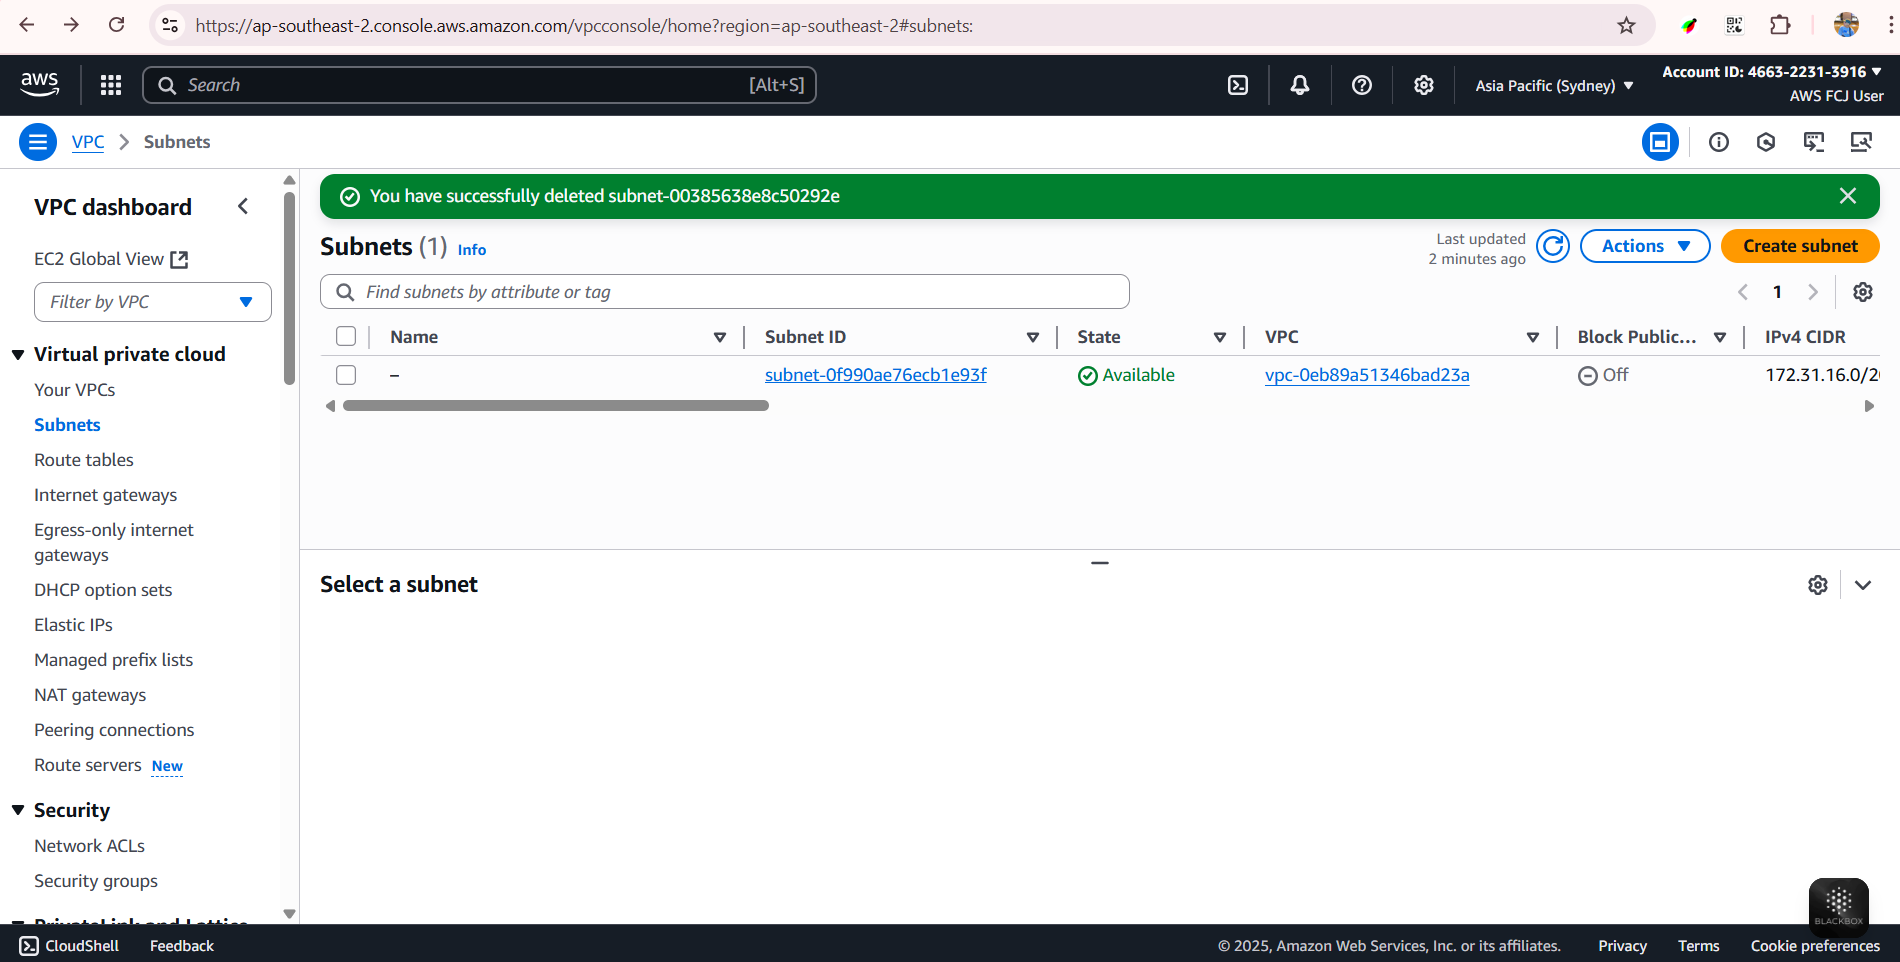 https://ap-southeast-2.console.aws.amazon.com/vpcconsole/home?region=ap-southeast-2#subnets:
aws
Search
[Alt+S]
Asia Pacific (Sydney)
Account ID: 4663-2231-3916
AWS FCJ User
VPC
Subnets
VPC dashboard
EC2 Global View
Filter by VPC
Virtual private cloud
Your VPCs
Subnets
Route tables
Internet gateways
Egress-only internet
gateways
DHCP option sets
Elastic IPs
Managed prefix lists
NAT gateways
Peering connections
Route servers New
Security
Network ACLs
Security groups
PrivateLink and Lattice
You have successfully deleted subnet-00385638e8c50292e
Subnets (1) Info
Last updated
2 minutes ago
Actions
Create subnet
Find subnets by attribute or tag
1
Name Subnet ID State VPC Block Public... IPv4 CIDR
– subnet-0f990ae76ecb1e93f Available vpc-0eb89a51346bad23a Off 172.31.16.0/20
Select a subnet
BLACKBOX
CloudShell Feedback © 2025, Amazon Web Services, Inc. or its affiliates. Privacy Terms Cookie preferences